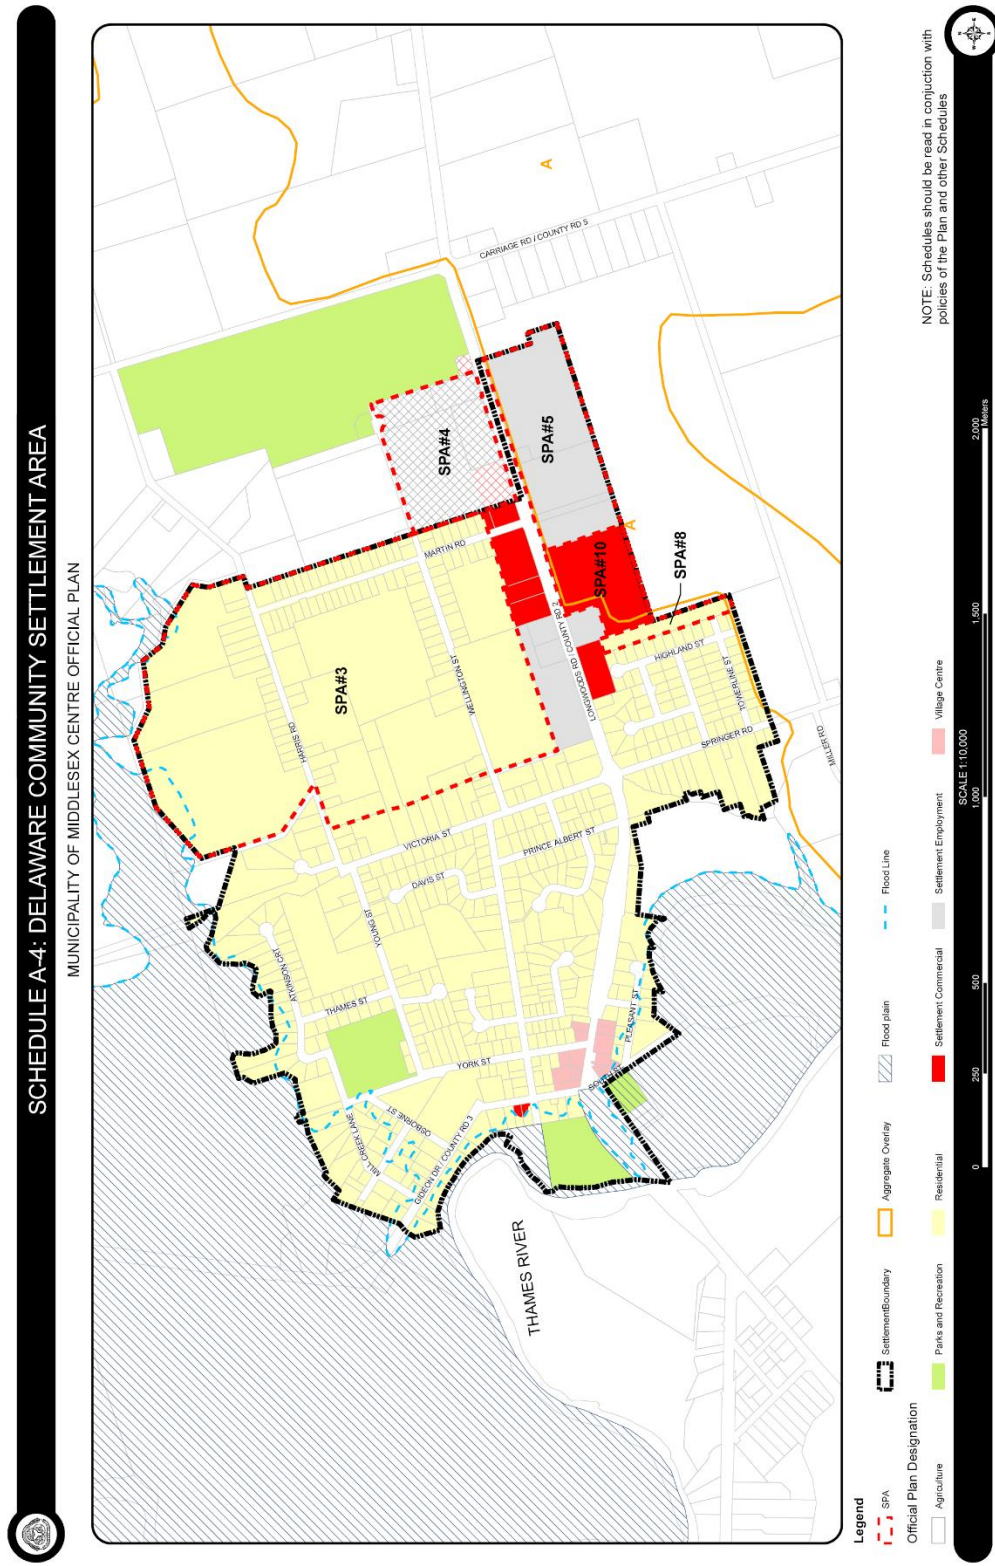 SCHEDULE A-4: DELAWARE COMMUNITY SETTLEMENT AREA
MUNICIPALITY OF MIDDLESEX CENTRE OFFICIAL PLAN
A
CARRIAGE RD / COUNTY RD 5
SPA#4
SPA#5
MARTIN RD
A
SPA#10
SPA#8
SPA#3
HARRIS RD
WELLINGTON ST
LONGWOODS RD / COUNTY RD 2
HIGHLAND ST
TOWERLINE ST
SPRINGER RD
MILLER RD
VICTORIA ST
PRINCE ALBERT ST
DAVIS ST
YOUNG ST
ATKINSON CRT
THAMES ST
PLEASANT ST
YORK ST
OSBORNE ST
MILL CREEK LANE
GIDEON DR / COUNTY RD 3
THAMES RIVER
NOTE: Schedules should be read in conjuction with
policies of the Plan and other Schedules
Legend
SPA
SettlementBoundary
Aggregate Overlay
Flood plain
Flood Line
Official Plan Designation
Agriculture
Parks and Recreation
Residential
Settlement Commercial
Settlement Employment
Village Centre
SCALE 1:10,000
0
250
500
1,000
1,500
2,000
Meters
N
E
S
W